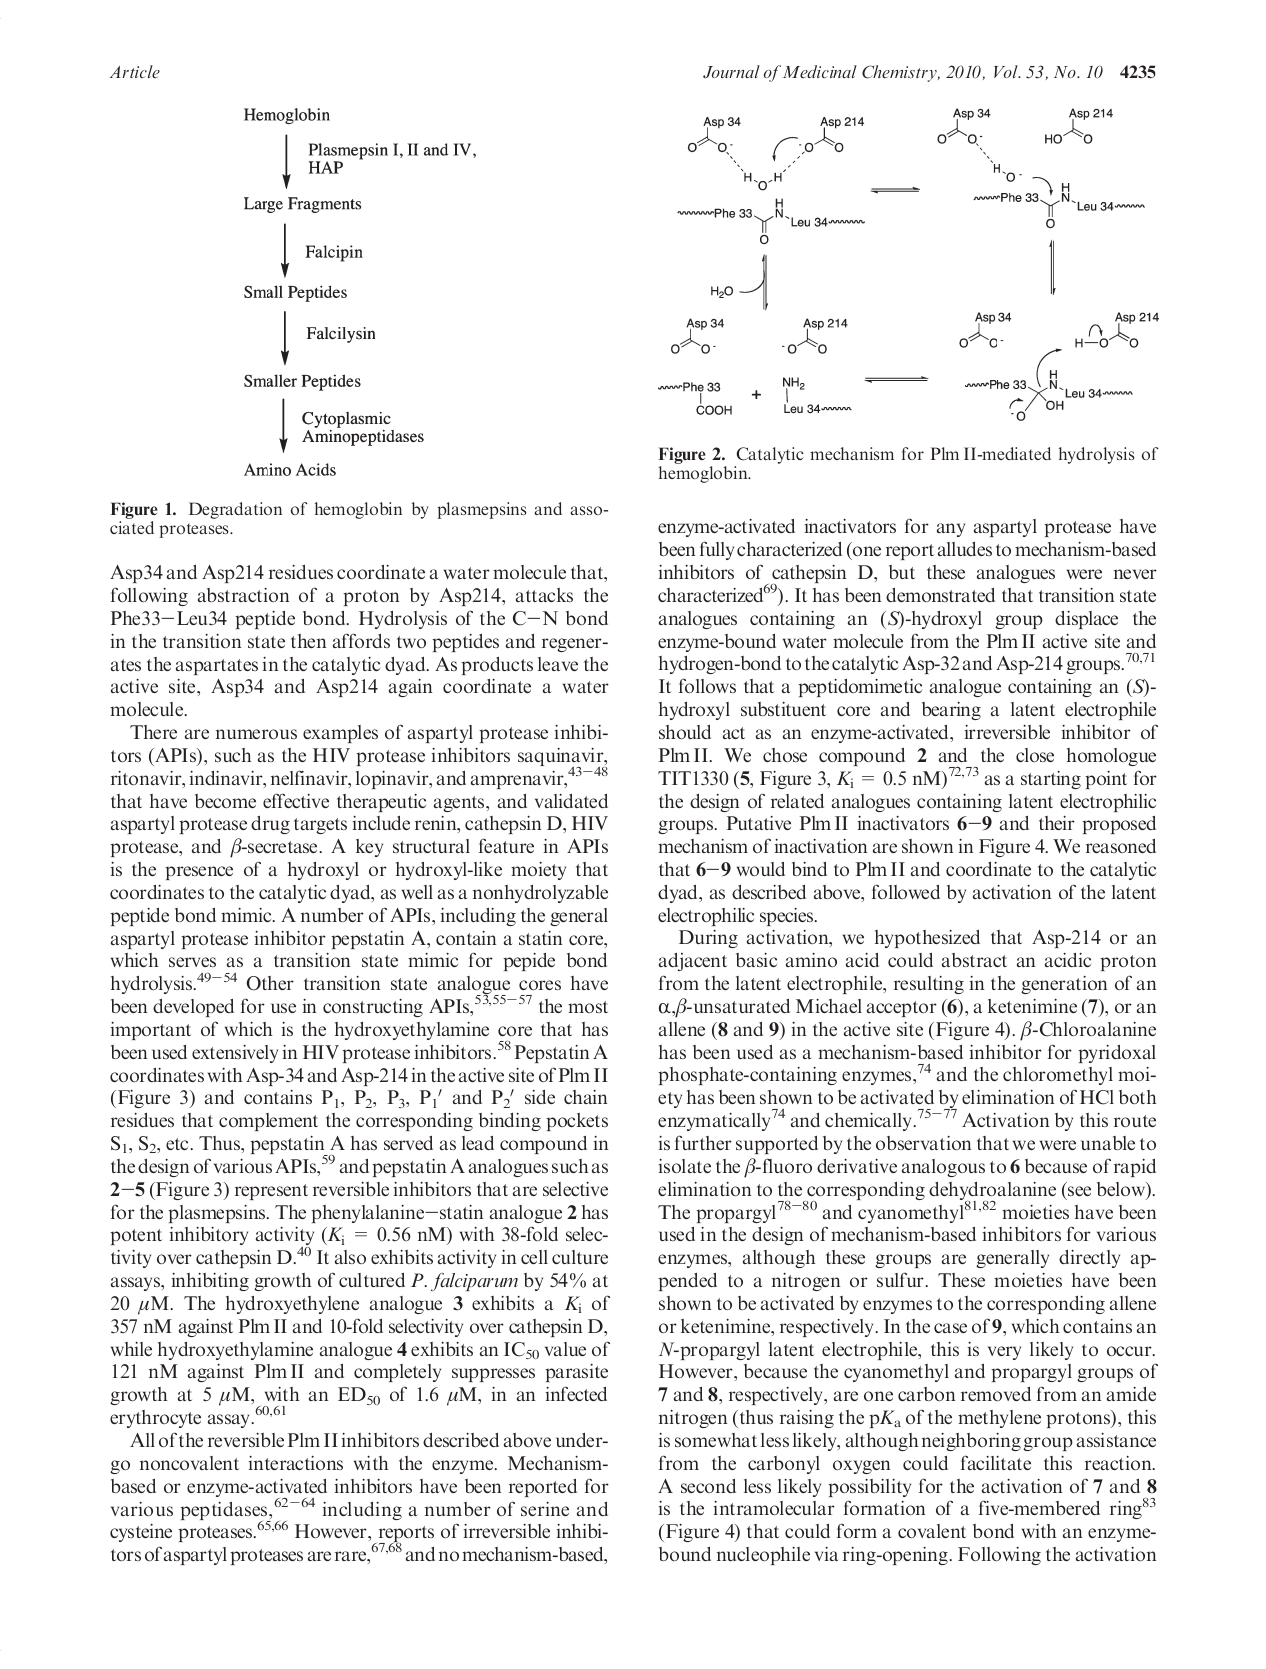 Article
Journal of Medicinal Chemistry, 2010, Vol. 53, No. 10 4235
Hemoglobin
Plasmepsin I, II and IV,
HAP
Large Fragments
Falcipin
Small Peptides
Falcilysin
Smaller Peptides
Cytoplasmic
Aminopeptidases
Amino Acids
Figure 1. Degradation of hemoglobin by plasmepsins and asso-
ciated proteases.
Asp34 and Asp214 residues coordinate a water molecule that,
following abstraction of a proton by Asp214, attacks the
Phe33−Leu34 peptide bond. Hydrolysis of the C−N bond
in the transition state then affords two peptides and regener-
ates the aspartates in the catalytic dyad. As products leave the
active site, Asp34 and Asp214 again coordinate a water
molecule.
There are numerous examples of aspartyl protease inhibi-
tors (APIs), such as the HIV protease inhibitors saquinavir,
ritonavir, indinavir, nelfinavir, lopinavir, and amprenavir,43−48
that have become effective therapeutic agents, and validated
aspartyl protease drug targets include renin, cathepsin D, HIV
protease, and β-secretase. A key structural feature in APIs
is the presence of a hydroxyl or hydroxyl-like moiety that
coordinates to the catalytic dyad, as well as a nonhydrolyzable
peptide bond mimic. A number of APIs, including the general
aspartyl protease inhibitor pepstatin A, contain a statin core,
which serves as a transition state mimic for pepide bond
hydrolysis.49−54 Other transition state analogue cores have
been developed for use in constructing APIs,53,55−57 the most
important of which is the hydroxyethylamine core that has
been used extensively in HIV protease inhibitors.58 Pepstatin A
coordinates with Asp-34 and Asp-214 in the active site of Plm II
(Figure 3) and contains P1, P2, P3, P1′ and P2′ side chain
residues that complement the corresponding binding pockets
S1, S2, etc. Thus, pepstatin A has served as lead compound in
the design of various APIs,59 and pepstatin A analogues such as
2−5 (Figure 3) represent reversible inhibitors that are selective
for the plasmepsins. The phenylalanine−statin analogue 2 has
potent inhibitory activity (Ki = 0.56 nM) with 38-fold selec-
tivity over cathepsin D.40 It also exhibits activity in cell culture
assays, inhibiting growth of cultured P. falciparum by 54% at
20 μM. The hydroxyethylene analogue 3 exhibits a Ki of
357 nM against Plm II and 10-fold selectivity over cathepsin D,
while hydroxyethylamine analogue 4 exhibits an IC50 value of
121 nM against Plm II and completely suppresses parasite
growth at 5 μM, with an ED50 of 1.6 μM, in an infected
erythrocyte assay.60,61
All of the reversible Plm II inhibitors described above under-
go noncovalent interactions with the enzyme. Mechanism-
based or enzyme-activated inhibitors have been reported for
various peptidases,62−64 including a number of serine and
cysteine proteases.65,66 However, reports of irreversible inhibi-
tors of aspartyl proteases are rare,67,68 and no mechanism-based,
Asp 34
Asp 214
Asp 34
Asp 214
O
O-
-O
O
O
O-
HO
O
H
O
H
H
O-
Phe 33
H
N
Leu 34
O
Phe 33
H
N
Leu 34
O
H2O
Asp 34
Asp 214
Asp 34
Asp 214
O
O-
-O
O
O
O-
H—O
O
Phe 33
COOH
+
NH2
Leu 34
Phe 33
H
N
Leu 34
-O
OH
Figure 2. Catalytic mechanism for Plm II-mediated hydrolysis of
hemoglobin.
enzyme-activated inactivators for any aspartyl protease have
been fully characterized (one report alludes to mechanism-based
inhibitors of cathepsin D, but these analogues were never
characterized69). It has been demonstrated that transition state
analogues containing an (S)-hydroxyl group displace the
enzyme-bound water molecule from the Plm II active site and
hydrogen-bond to the catalytic Asp-32 and Asp-214 groups.70,71
It follows that a peptidomimetic analogue containing an (S)-
hydroxyl substituent core and bearing a latent electrophile
should act as an enzyme-activated, irreversible inhibitor of
Plm II. We chose compound 2 and the close homologue
TIT1330 (5, Figure 3, Ki = 0.5 nM)72,73 as a starting point for
the design of related analogues containing latent electrophilic
groups. Putative Plm II inactivators 6−9 and their proposed
mechanism of inactivation are shown in Figure 4. We reasoned
that 6−9 would bind to Plm II and coordinate to the catalytic
dyad, as described above, followed by activation of the latent
electrophilic species.
During activation, we hypothesized that Asp-214 or an
adjacent basic amino acid could abstract an acidic proton
from the latent electrophile, resulting in the generation of an
α,β-unsaturated Michael acceptor (6), a ketenimine (7), or an
allene (8 and 9) in the active site (Figure 4). β-Chloroalanine
has been used as a mechanism-based inhibitor for pyridoxal
phosphate-containing enzymes,74 and the chloromethyl moi-
ety has been shown to be activated by elimination of HCl both
enzymatically74 and chemically.75−77 Activation by this route
is further supported by the observation that we were unable to
isolate the β-fluoro derivative analogous to 6 because of rapid
elimination to the corresponding dehydroalanine (see below).
The propargyl78−80 and cyanomethyl81,82 moieties have been
used in the design of mechanism-based inhibitors for various
enzymes, although these groups are generally directly ap-
pended to a nitrogen or sulfur. These moieties have been
shown to be activated by enzymes to the corresponding allene
or ketenimine, respectively. In the case of 9, which contains an
N-propargyl latent electrophile, this is very likely to occur.
However, because the cyanomethyl and propargyl groups of
7 and 8, respectively, are one carbon removed from an amide
nitrogen (thus raising the pKa of the methylene protons), this
is somewhat less likely, although neighboring group assistance
from the carbonyl oxygen could facilitate this reaction.
A second less likely possibility for the activation of 7 and 8
is the intramolecular formation of a five-membered ring83
(Figure 4) that could form a covalent bond with an enzyme-
bound nucleophile via ring-opening. Following the activation